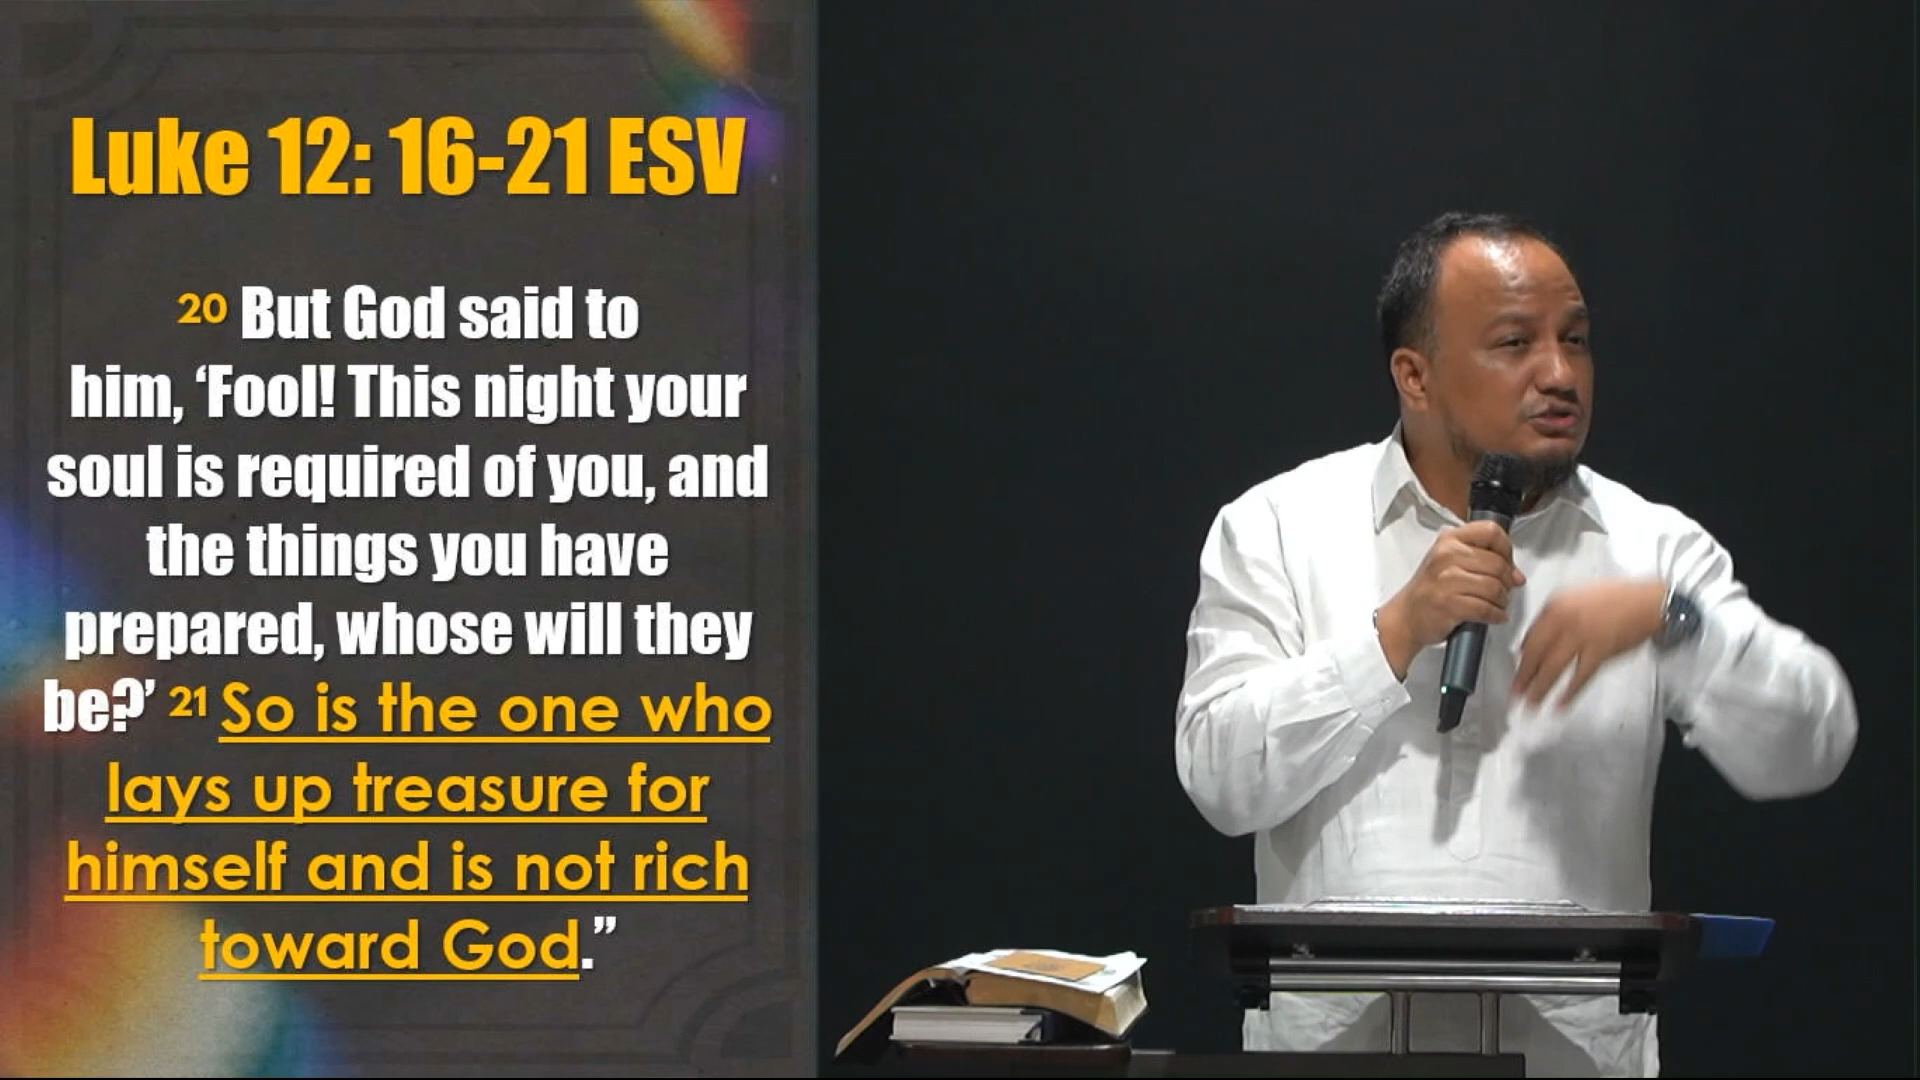 Luke 12: 16-21 ESV
20 But God said to
him, ‘Fool! This night your
soul is required of you, and
the things you have
prepared, whose will they
be?’ 21 So is the one who
lays up treasure for
himself and is not rich
toward God.”